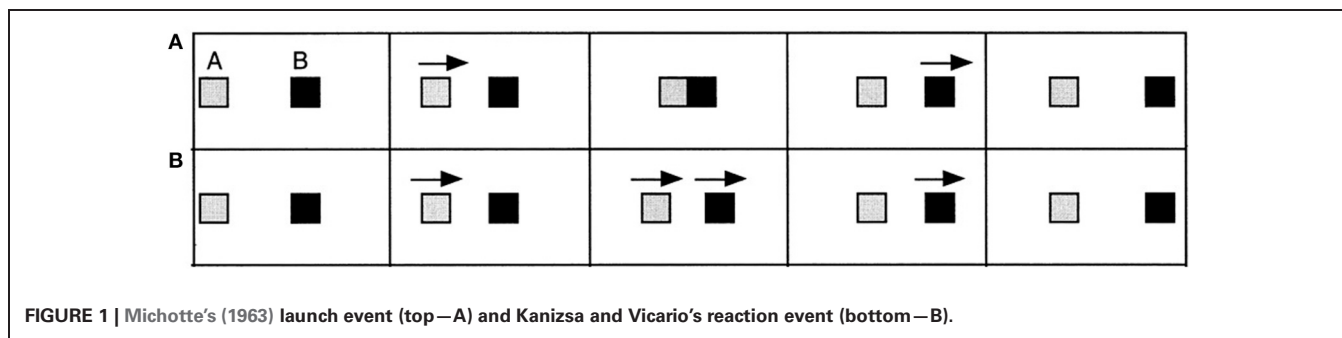 A
A B
B
FIGURE 1 | Michotte's (1963) launch event (top—A) and Kanizsa and Vicario's reaction event (bottom—B).